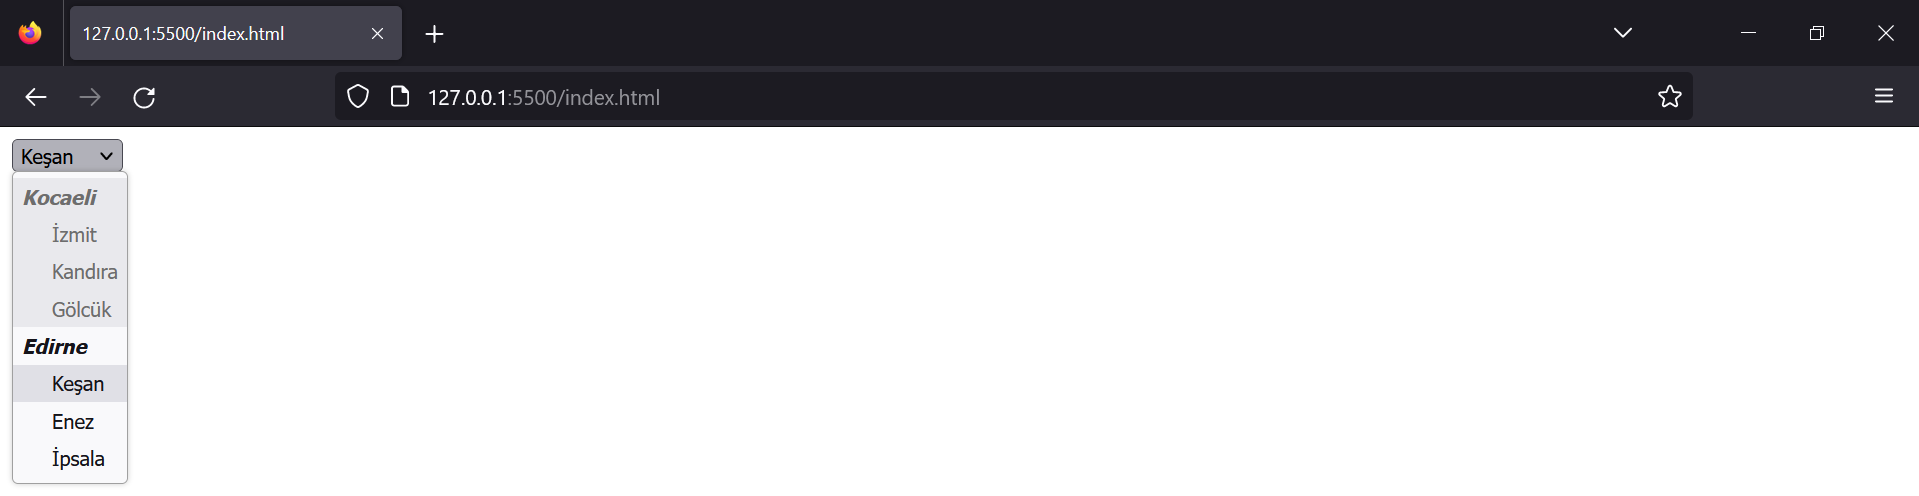 127.0.0.1:5500/index.html
127.0.0.1:5500/index.html
Keşan
Kocaeli
İzmit
Kandıra
Gölcük
Edirne
Keşan
Enez
İpsala